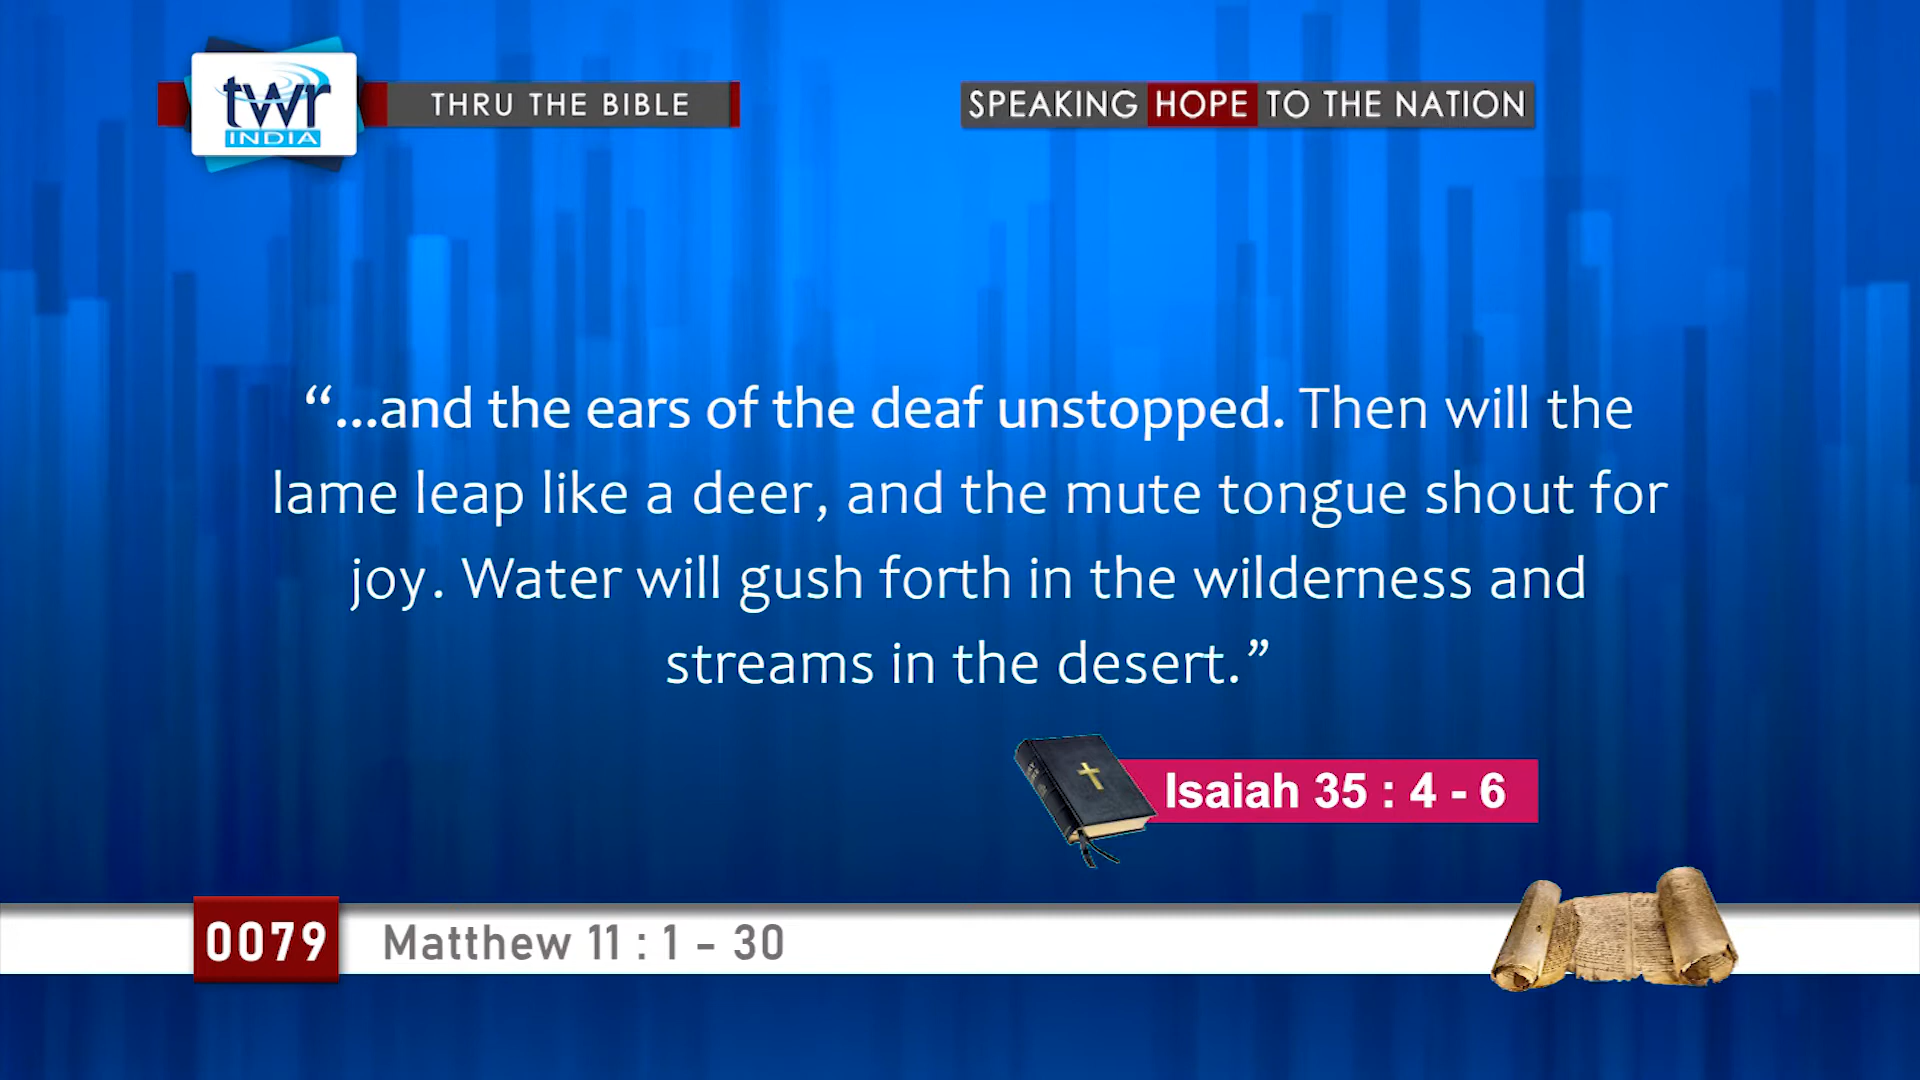 twr
INDIA
THRU THE BIBLE
SPEAKING HOPE TO THE NATION
“...and the ears of the deaf unstopped. Then will the
lame leap like a deer, and the mute tongue shout for
joy. Water will gush forth in the wilderness and
streams in the desert.”
Isaiah 35 : 4 - 6
0079
Matthew 11 : 1 - 30